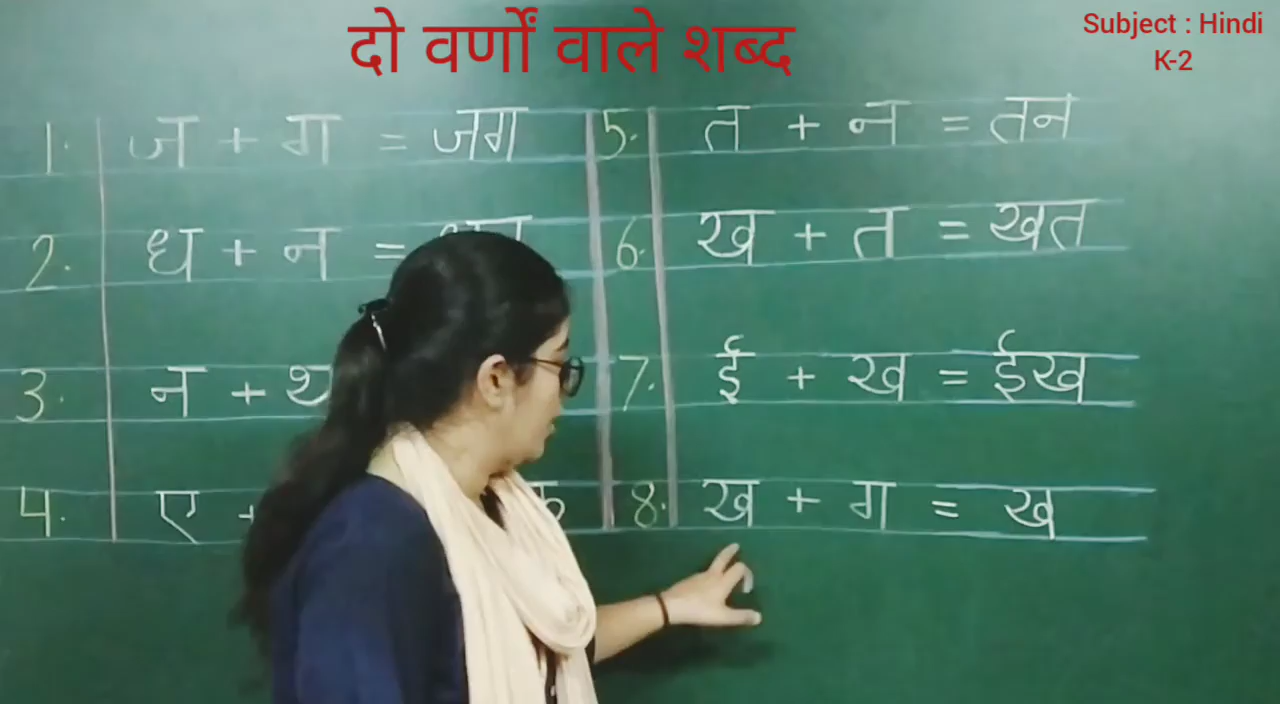 दो वर्णों वाले शब्द
Subject : Hindi
K-2
1. ज + ग = जग
5. त + न = तन
2. ध + न =
6. ख + त = खत
3. न + थ
7. ई + ख = ईख
4. ए +
8. ख + ग = ख